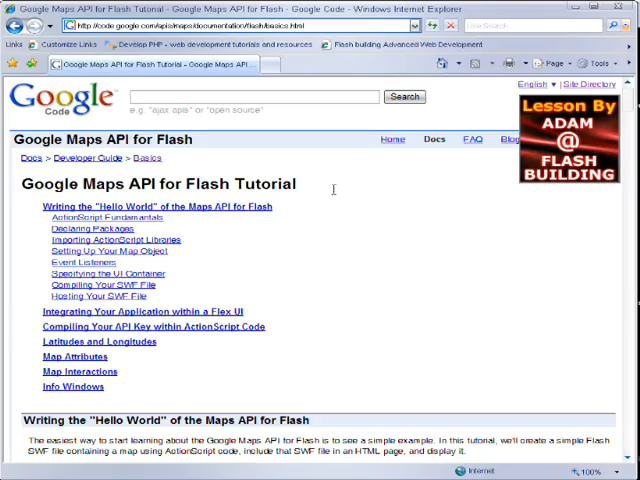 Google Maps API for Flash Tutorial - Google Maps API for Flash - Google Code - Windows Internet Explorer
http://code.google.com/apis/maps/documentation/flash/basics.html
Links Customize Links Develop PHP - web development tutorials and resources Flash building Advanced Web Development
Google Maps API for Flash Tutorial - Google Maps API ...
Page Tools
English Site Directory
Google Code
Search
e.g. "ajax apis" or "open source"
Lesson By
ADAM
@
FLASH
BUILDING
Google Maps API for Flash
Home Docs FAQ Blog
Docs > Developer Guide > Basics
Google Maps API for Flash Tutorial
Writing the "Hello World" of the Maps API for Flash
ActionScript Fundamentals
Declaring Packages
Importing ActionScript Libraries
Setting Up Your Map Object
Event Listeners
Specifying the UI Container
Compiling Your SWF File
Hosting Your SWF File
Integrating Your Application within a Flex UI
Compiling Your API Key within ActionScript Code
Latitudes and Longitudes
Map Attributes
Map Interactions
Info Windows
Writing the "Hello World" of the Maps API for Flash
The easiest way to start learning about the Google Maps API for Flash is to see a simple example. In this tutorial, we'll create a simple Flash
SWF file containing a map using ActionScript code, include that SWF file in an HTML page, and display it.
Internet 100%